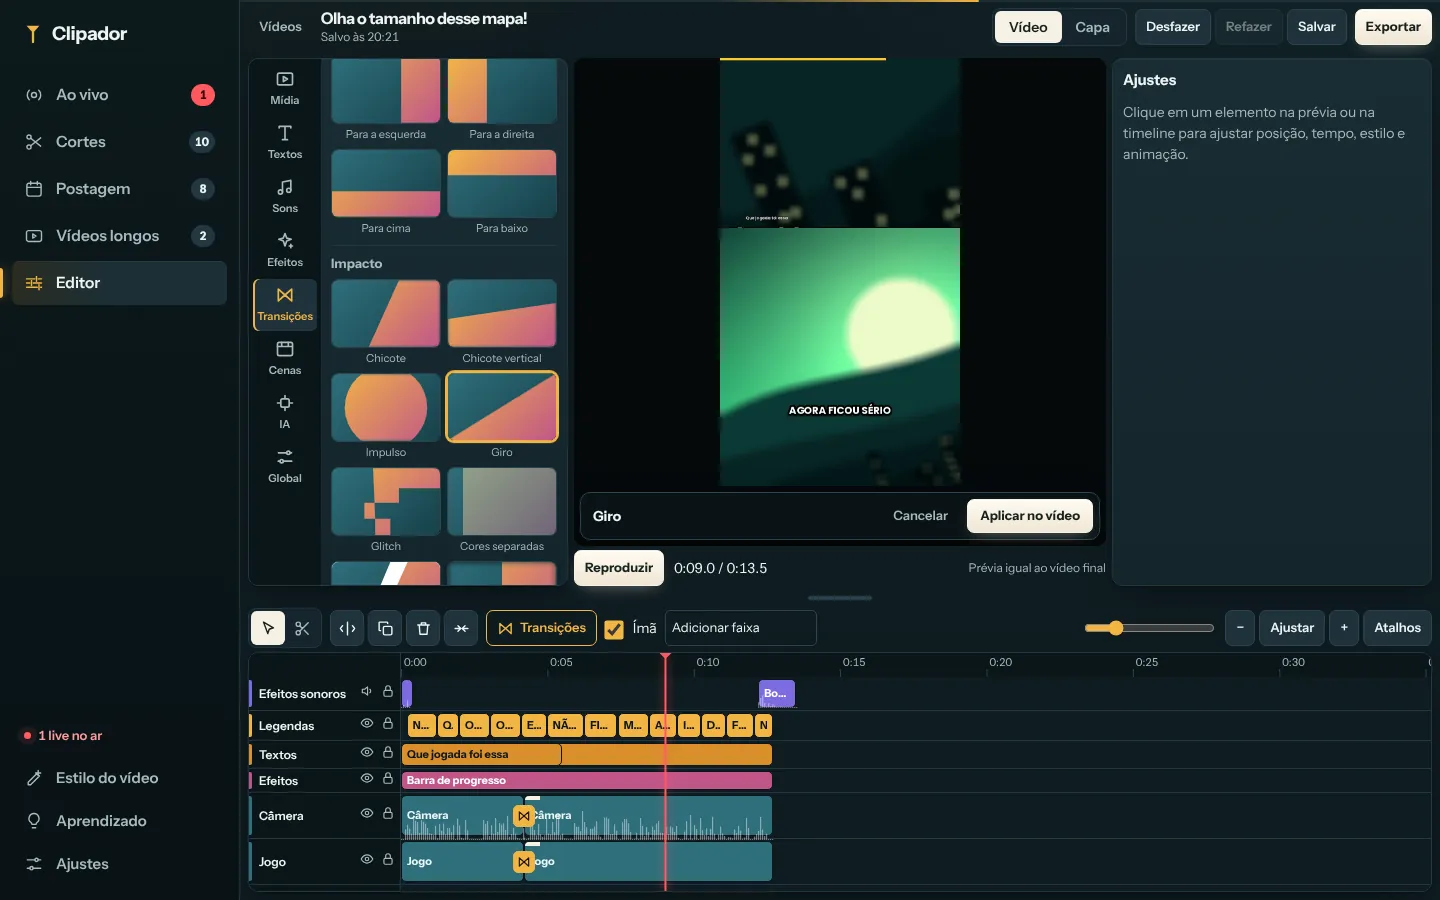 Clipador
Ao vivo
1
Cortes
10
Postagem
8
Vídeos longos
2
Editor
1 live no ar
Estilo do vídeo
Aprendizado
Ajustes
Vídeos
Olha o tamanho desse mapa!
Salvo às 20:21
Vídeo
Capa
Desfazer
Refazer
Salvar
Exportar
Mídia
Textos
Sons
Efeitos
Transições
Cenas
IA
Global
Para a esquerda
Para a direita
Para cima
Para baixo
Impacto
Chicote
Chicote vertical
Impulso
Giro
Glitch
Cores separadas
Que jogada foi essa
AGORA FICOU SÉRIO
Giro
Cancelar
Aplicar no vídeo
Reproduzir
0:09.0 / 0:13.5
Prévia igual ao vídeo final
Ajustes
Clique em um elemento na prévia ou na
timeline para ajustar posição, tempo, estilo e
animação.
Transições
Ímã
Adicionar faixa
-
Ajustar
+
Atalhos
0:00
0:05
0:10
0:15
0:20
0:25
0:30
Efeitos sonoros
Bo...
Legendas
N...
Q.
O...
O...
E...
NÃ...
FI...
M...
A...
I...
D..
F...
N
Textos
Que jogada foi essa
Efeitos
Barra de progresso
Câmera
Câmera
Câmera
Jogo
Jogo
ogo